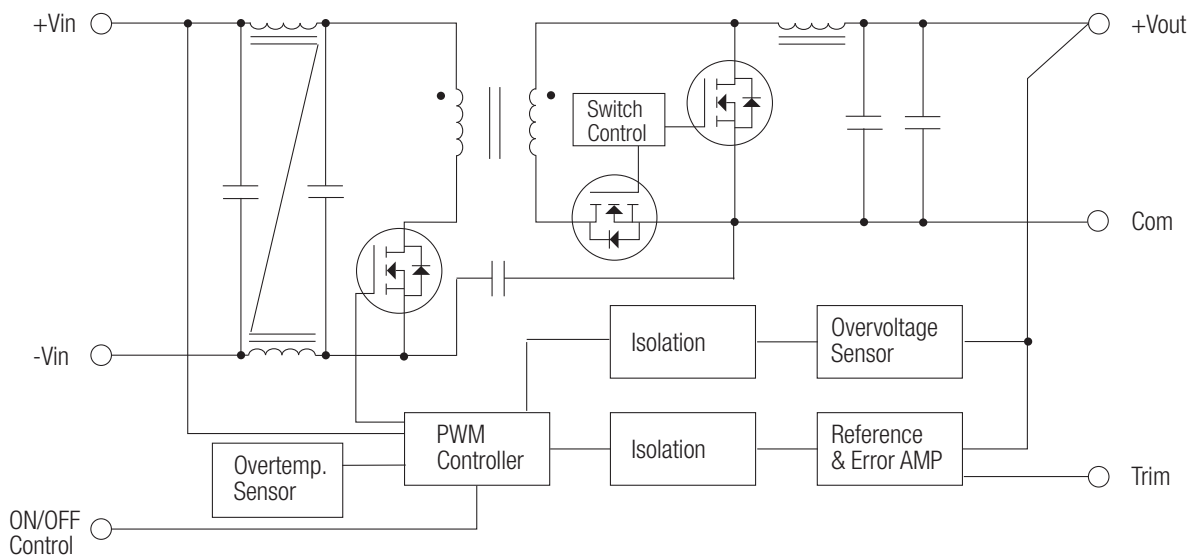 +Vin
+Vout
Switch
Control
Com
-Vin
Isolation
Overvoltage
Sensor
PWM
Controller
Isolation
Reference
& Error AMP
Overtemp.
Sensor
Trim
ON/OFF
Control